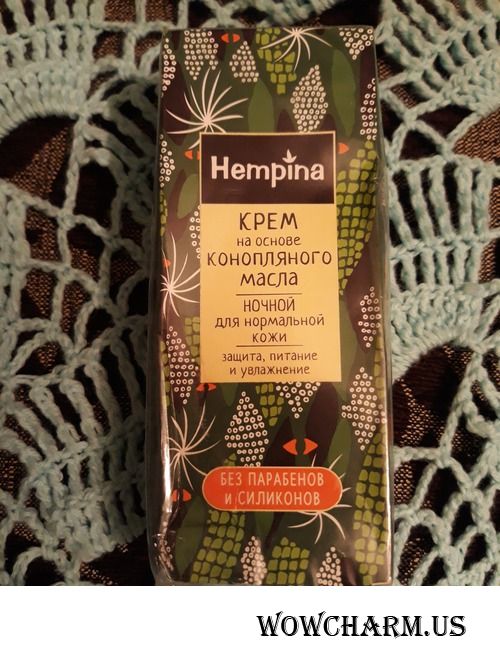 Hempina
КРЕМ
на основе
КОНОПЛЯНОГО
МАСЛА
НОЧНОЙ
для нормальной
кожи
защита, питание
и увлажнение
БЕЗ ПАРАБЕНОВ
И СИЛИКОНОВ
WOWCHARM.US